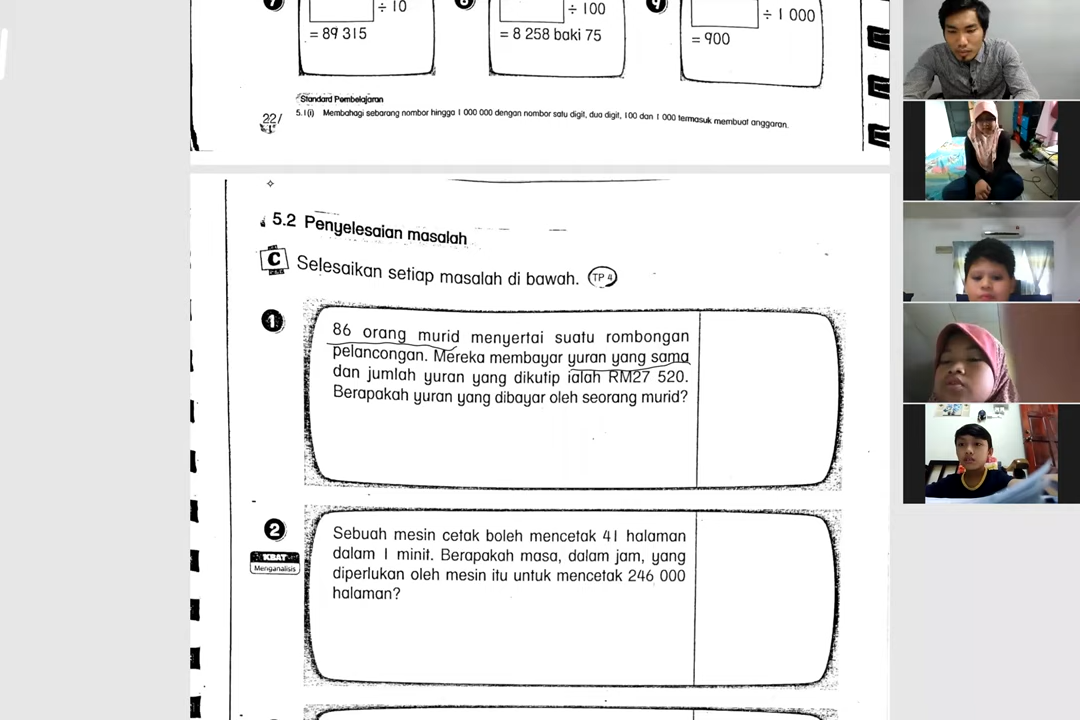 7
÷ 10
= 89 315
8
÷ 100
= 8 258 baki 75
9
÷ 1 000
= 900
Standard Pembelajaran
5.1(i) Membahagi sebarang nombor hingga 1 000 000 dengan nombor satu digit, dua digit, 100 dan 1 000 termasuk membuat anggaran.
22/
5.2 Penyelesaian masalah
C Selesaikan setiap masalah di bawah. TP 4
1
86 orang murid menyertai suatu rombongan
pelancongan. Mereka membayar yuran yang sama
dan jumlah yuran yang dikutip ialah RM27 520.
Berapakah yuran yang dibayar oleh seorang murid?
2
KBAT
Menganalisis
Sebuah mesin cetak boleh mencetak 41 halaman
dalam 1 minit. Berapakah masa, dalam jam, yang
diperlukan oleh mesin itu untuk mencetak 246 000
halaman?